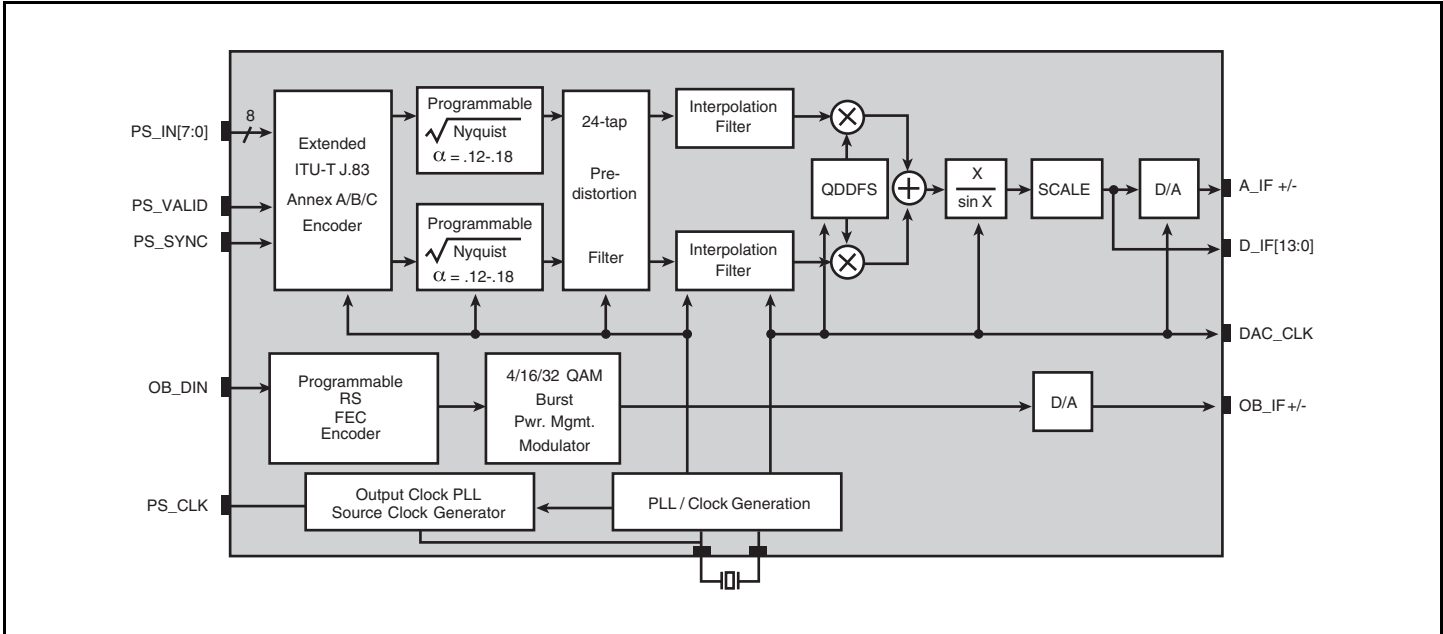 PS_IN[7:0]
8
PS_VALID
PS_SYNC
Extended
ITU-T J.83
Annex A/B/C
Encoder
Programmable
√Nyquist
α = .12-.18
Programmable
√Nyquist
α = .12-.18
24-tap
Pre-
distortion
Filter
Interpolation
Filter
Interpolation
Filter
QDDFS
X
sin X
SCALE
D/A
A_IF +/-
D_IF[13:0]
DAC_CLK
OB_DIN
Programmable
RS
FEC
Encoder
4/16/32 QAM
Burst
Pwr. Mgmt.
Modulator
D/A
OB_IF+/-
PS_CLK
Output Clock PLL
Source Clock Generator
PLL / Clock Generation